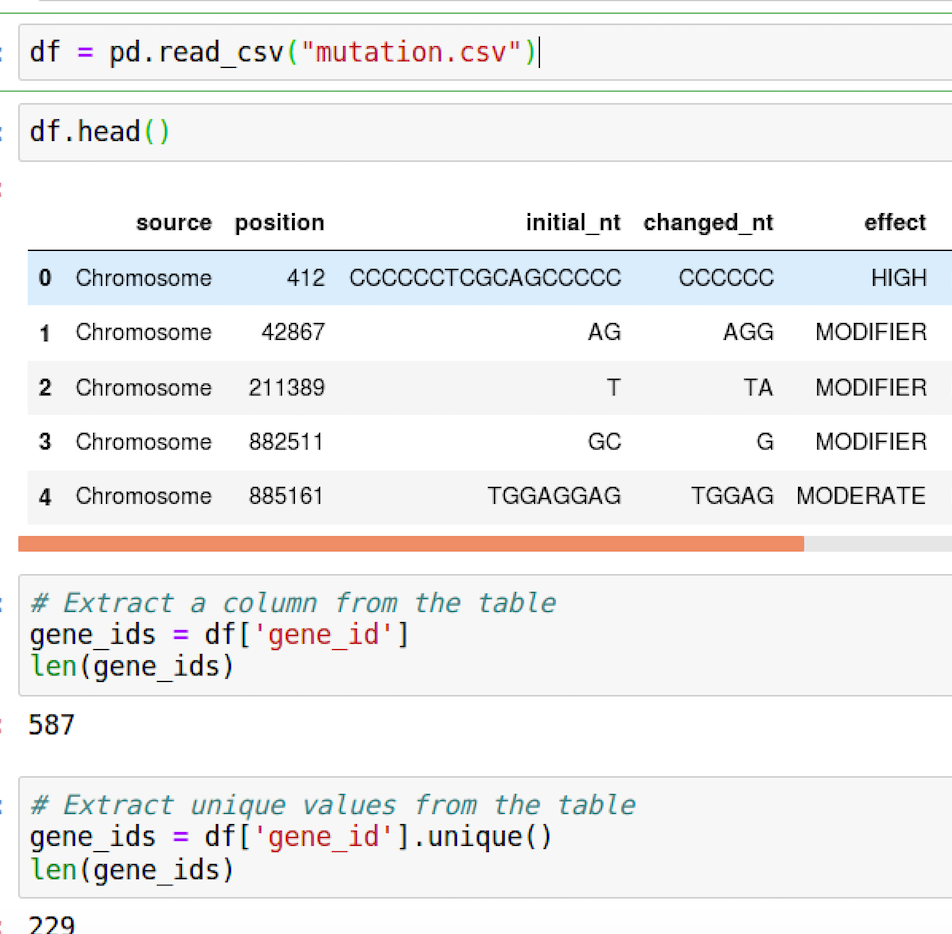 df = pd.read_csv("mutation.csv")
df.head()
source position initial_nt changed_nt effect
0 Chromosome 412 CCCCCCTCGCAGCCCCC CCCCCC HIGH
1 Chromosome 42867 AG AGG MODIFIER
2 Chromosome 211389 T TA MODIFIER
3 Chromosome 882511 GC G MODIFIER
4 Chromosome 885161 TGGAGGAG TGGAG MODERATE
# Extract a column from the table
gene_ids = df['gene_id']
len(gene_ids)
587
# Extract unique values from the table
gene_ids = df['gene_id'].unique()
len(gene_ids)
229